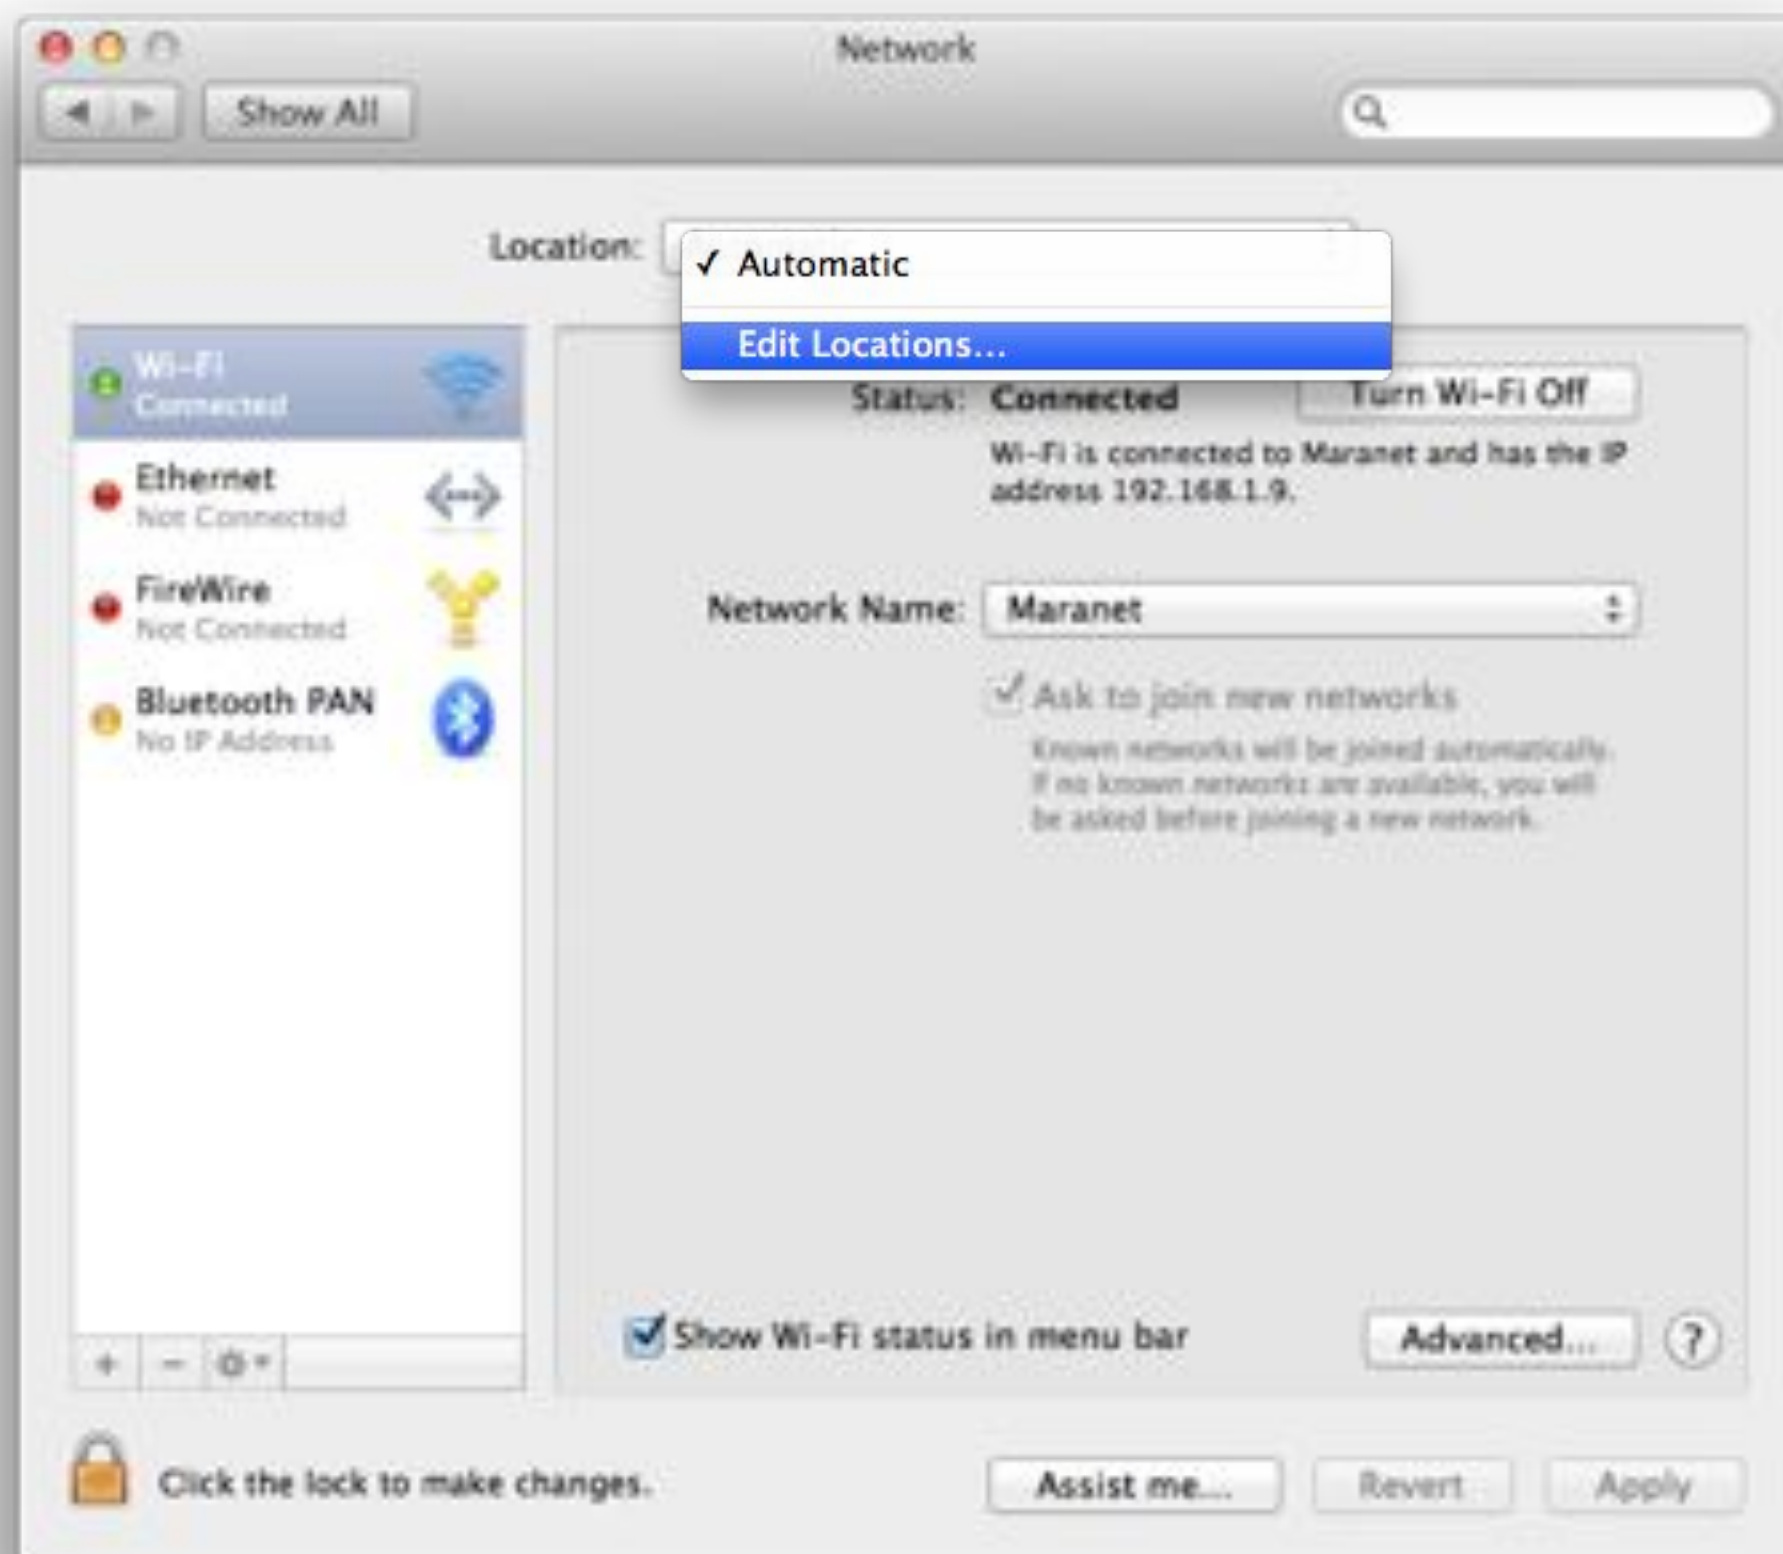 Network
Show All
Location:
✓ Automatic
Edit Locations...
Wi-Fi
Connected
Ethernet
Not Connected
FireWire
Not Connected
Bluetooth PAN
No IP Address
Status: Connected
Turn Wi-Fi Off
Wi-Fi is connected to Maranet and has the IP
address 192.168.1.9.
Network Name: Maranet
Ask to join new networks
Known networks will be joined automatically.
If no known networks are available, you will
be asked before joining a new network.
Show Wi-Fi status in menu bar
Advanced...
?
Click the lock to make changes.
Assist me...
Revert
Apply